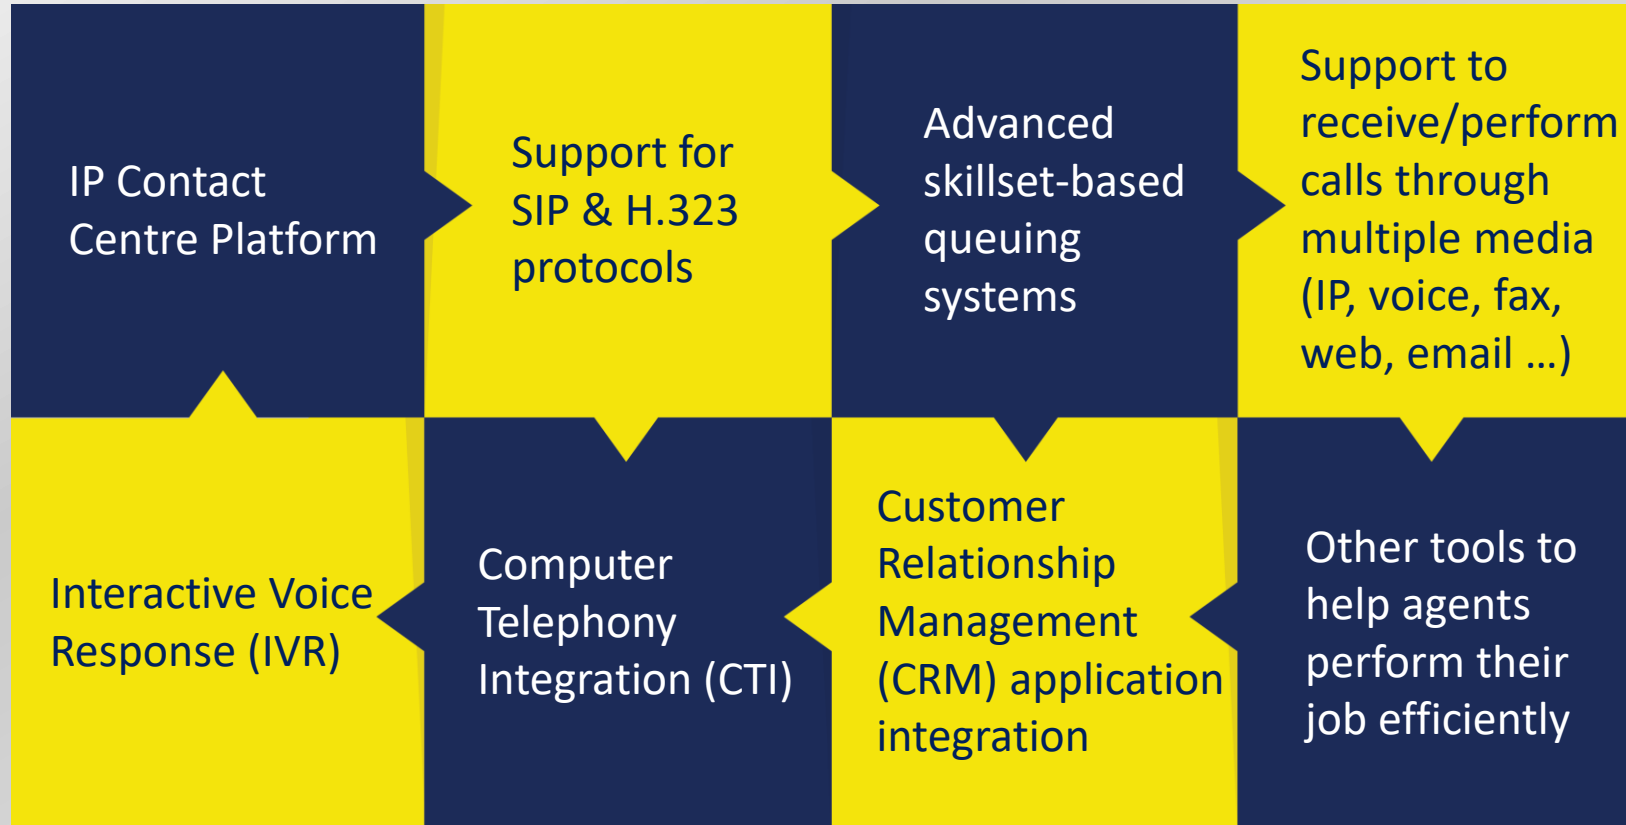 IP Contact
Centre Platform
Support for
SIP & H.323
protocols
Advanced
skillset-based
queuing
systems
Support to
receive/perform
calls through
multiple media
(IP, voice, fax,
web, email …)
Interactive Voice
Response (IVR)
Computer
Telephony
Integration (CTI)
Customer
Relationship
Management
(CRM) application
integration
Other tools to
help agents
perform their
job efficiently